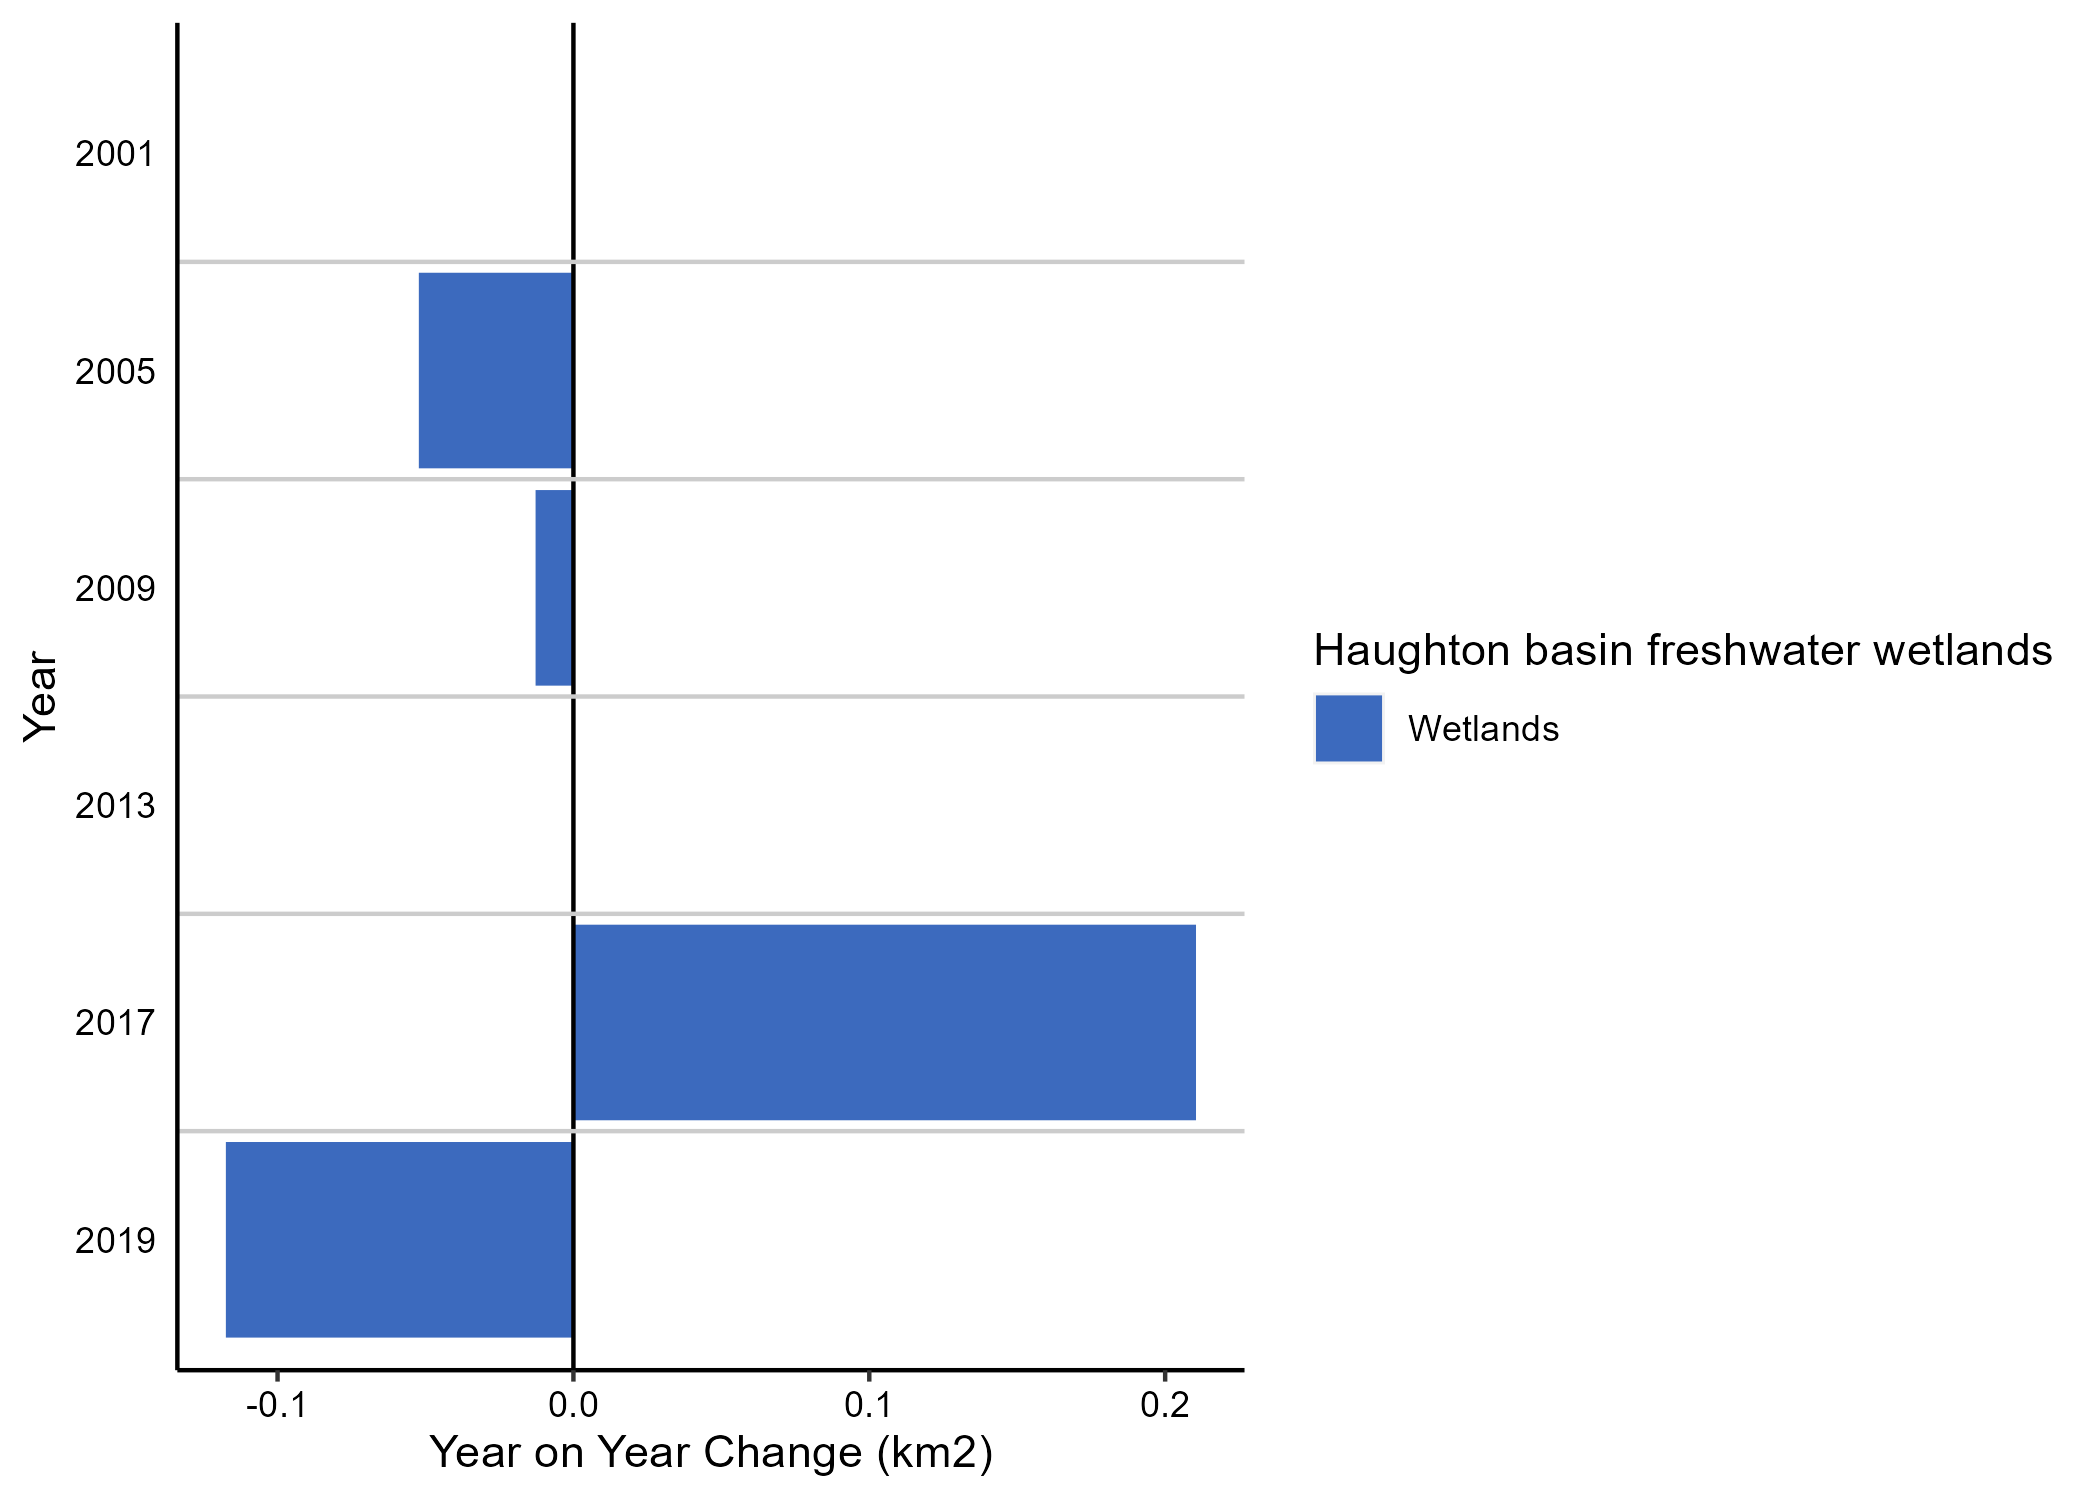 2001
2005
2009
2013
2017
2019
Year
-0.1 0.0 0.1 0.2
Year on Year Change (km2)
Haughton basin freshwater wetlands
Wetlands